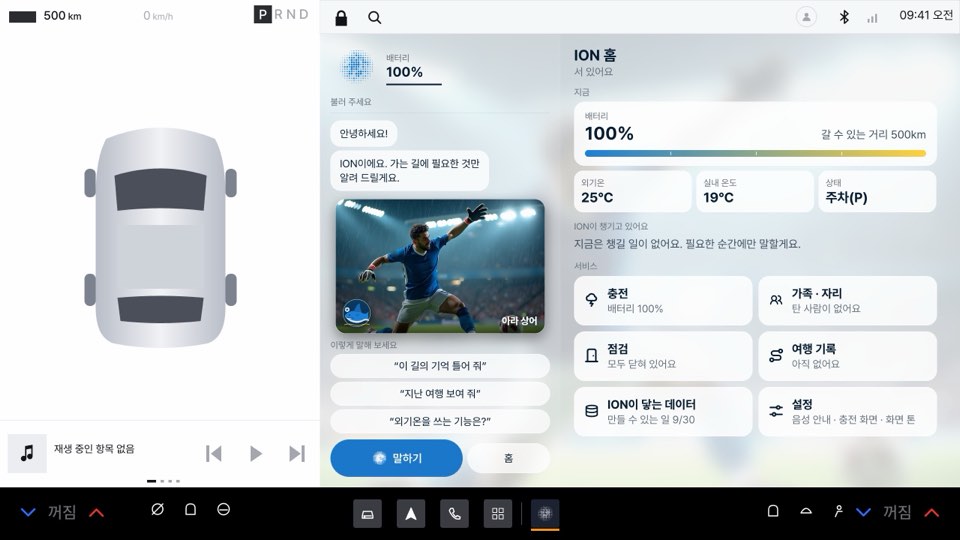 500 km
0 km/h
P R N D
09:41 오전
배터리
100%
불러 주세요
안녕하세요!
ION이에요. 가는 길에 필요한 것만
알려 드릴게요.
아라 상어
이렇게 말해 보세요
“이 길의 기억 틀어 줘”
“지난 여행 보여 줘”
“외기온을 쓰는 기능은?”
말하기
홈
ION 홈
서 있어요
지금
배터리
100%
갈 수 있는 거리 500km
외기온
25°C
실내 온도
19°C
상태
주차(P)
ION이 챙기고 있어요
지금은 챙길 일이 없어요. 필요한 순간에만 말할게요.
서비스
충전
배터리 100%
가족 · 자리
탄 사람이 없어요
점검
모두 닫혀 있어요
여행 기록
아직 없어요
ION이 닿는 데이터
만들 수 있는 일 9/30
설정
음성 안내 · 충전 화면 · 화면 톤
재생 중인 항목 없음
꺼짐
꺼짐